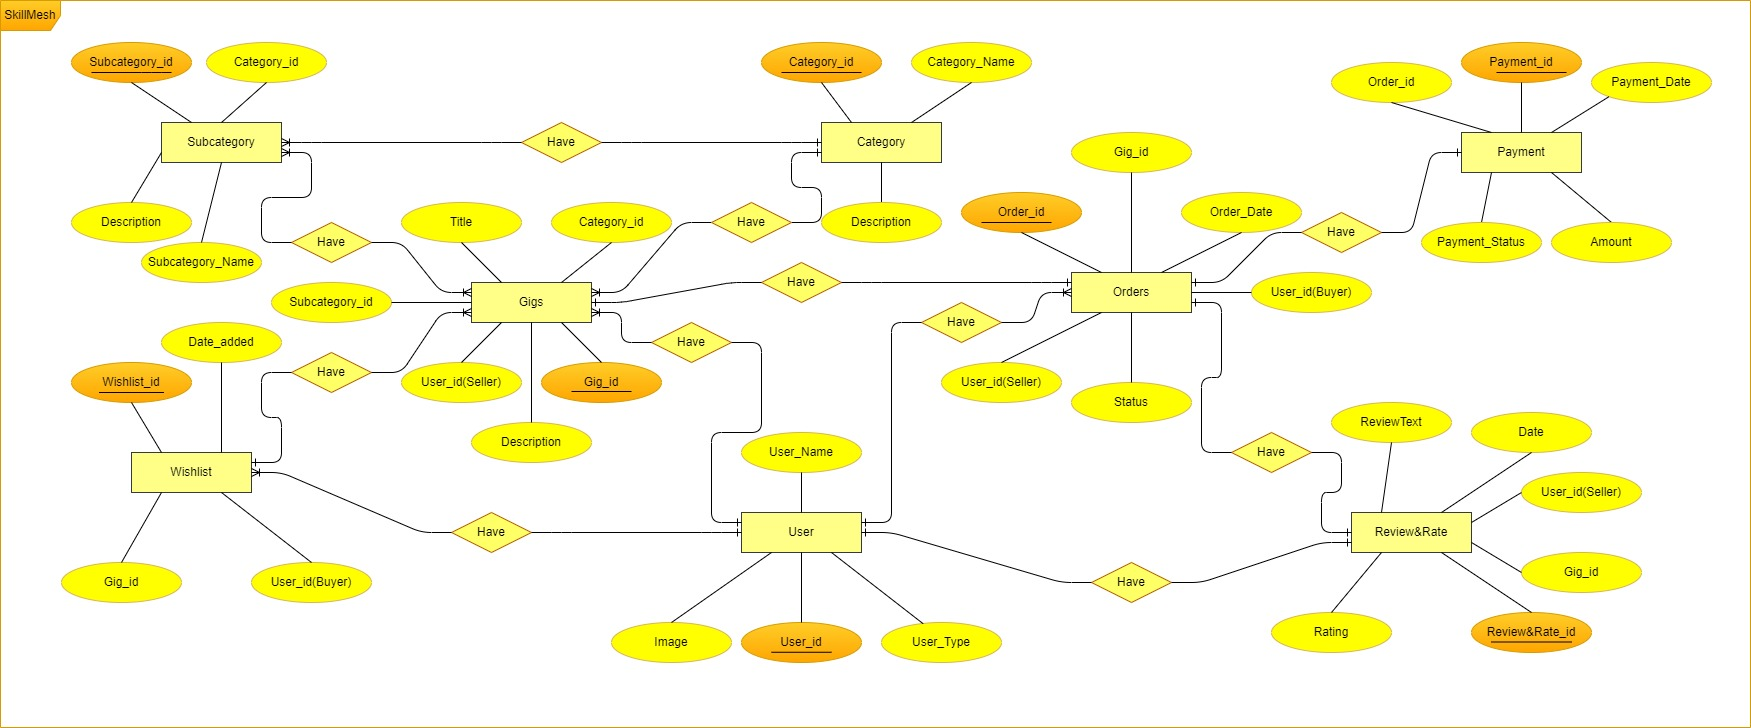 SkillMesh
Subcategory_id
Category_id
Category_id
Category_Name
Payment_id
Order_id
Payment_Date
Subcategory
Have
Category
Payment
Gig_id
Description
Subcategory_Name
Have
Title
Category_id
Have
Description
Order_id
Order_Date
Have
Payment_Status
Amount
Subcategory_id
Gigs
Have
Orders
User_id(Buyer)
Date_added
Have
Have
Wishlist_id
Have
User_id(Seller)
Gig_id
User_id(Seller)
Status
Description
User_Name
Have
ReviewText
Date
Wishlist
User_id(Seller)
Have
User
Review&Rate
Gig_id
User_id(Buyer)
Have
Gig_id
Image
User_id
User_Type
Rating
Review&Rate_id